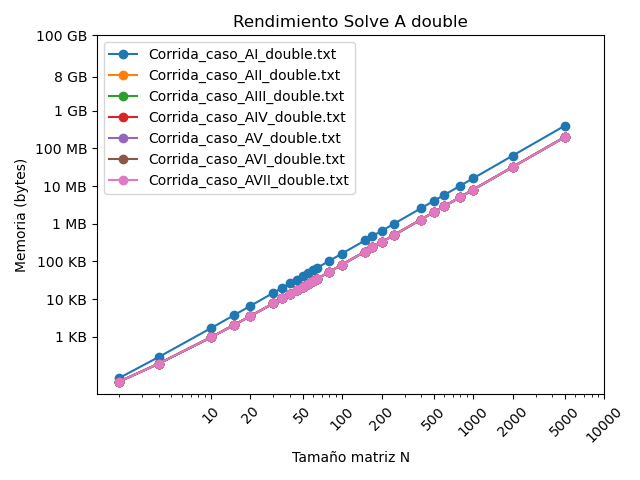 Rendimiento Solve A double
100 GB
8 GB
1 GB
100 MB
10 MB
1 MB
100 KB
10 KB
1 KB
Memoria (bytes)
Corrida_caso_AI_double.txt
Corrida_caso_AII_double.txt
Corrida_caso_AIII_double.txt
Corrida_caso_AIV_double.txt
Corrida_caso_AV_double.txt
Corrida_caso_AVI_double.txt
Corrida_caso_AVII_double.txt
10
20
50
100
200
500
1000
2000
5000
10000
Tamaño matriz N